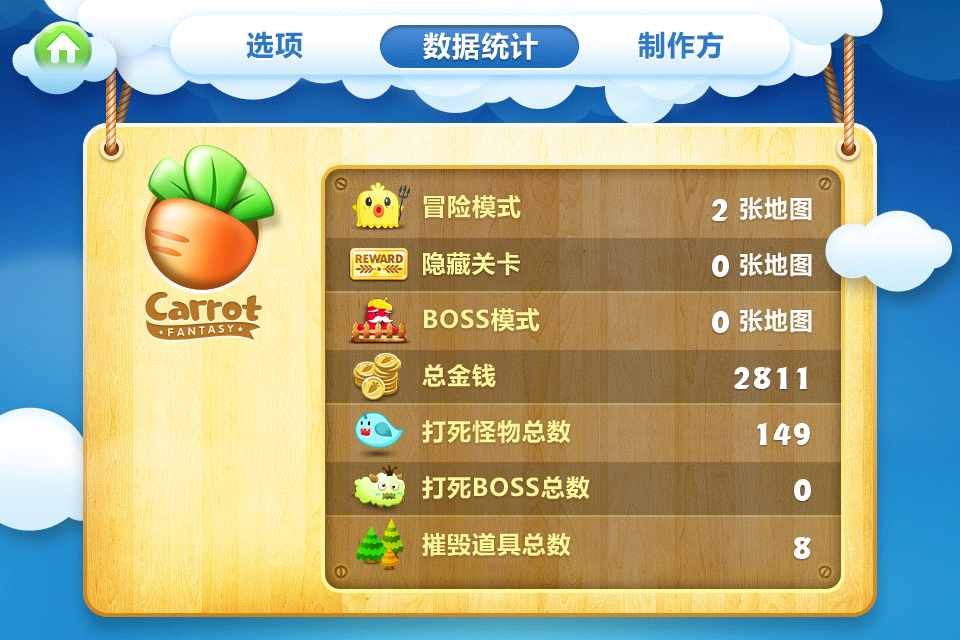 选项
数据统计
制作方
Carrot
FANTASY
冒险模式 2 张地图
REWARD
隐藏关卡 0 张地图
BOSS模式 0 张地图
总金钱 2811
打死怪物总数 149
打死BOSS总数 0
摧毁道具总数 8